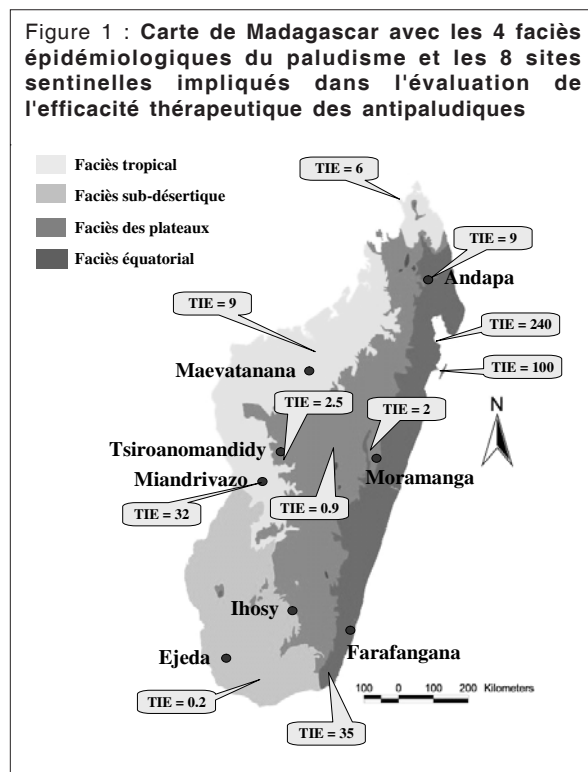 Figure 1 : Carte de Madagascar avec les 4 faciès
épidémiologiques du paludisme et les 8 sites
sentinelles impliqués dans l'évaluation de
l'efficacité thérapeutique des antipaludiques
Faciès tropical
Faciès sub-désertique
Faciès des plateaux
Faciès équatorial
TIE = 6
TIE = 9
Andapa
TIE = 9
TIE = 240
TIE = 100
Maevatanana
TIE = 2.5
TIE = 2
N
Tsiroanomandidy
Moramanga
Miandrivazo
TIE = 32
TIE = 0.9
Ihosy
Farafangana
Ejeda
TIE = 0.2
100 0 100 200 Kilometers
TIE = 35